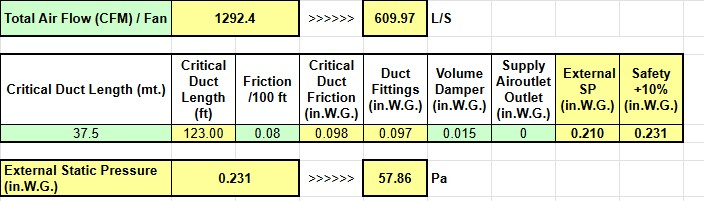 Total Air Flow (CFM) / Fan 1292.4 >>>>>> 609.97 L/S
Critical Duct Length (mt.) Critical Duct Length (ft) Friction /100 ft Critical Duct Friction (in.W.G.) Duct Fittings (in.W.G.) Volume Damper (in.W.G.) Supply Airoutlet Outlet (in.W.G.) External SP (in.W.G.) Safety +10% (in.W.G.)
37.5 123.00 0.08 0.098 0.097 0.015 0 0.210 0.231
External Static Pressure (in.W.G.) 0.231 >>>>>> 57.86 Pa